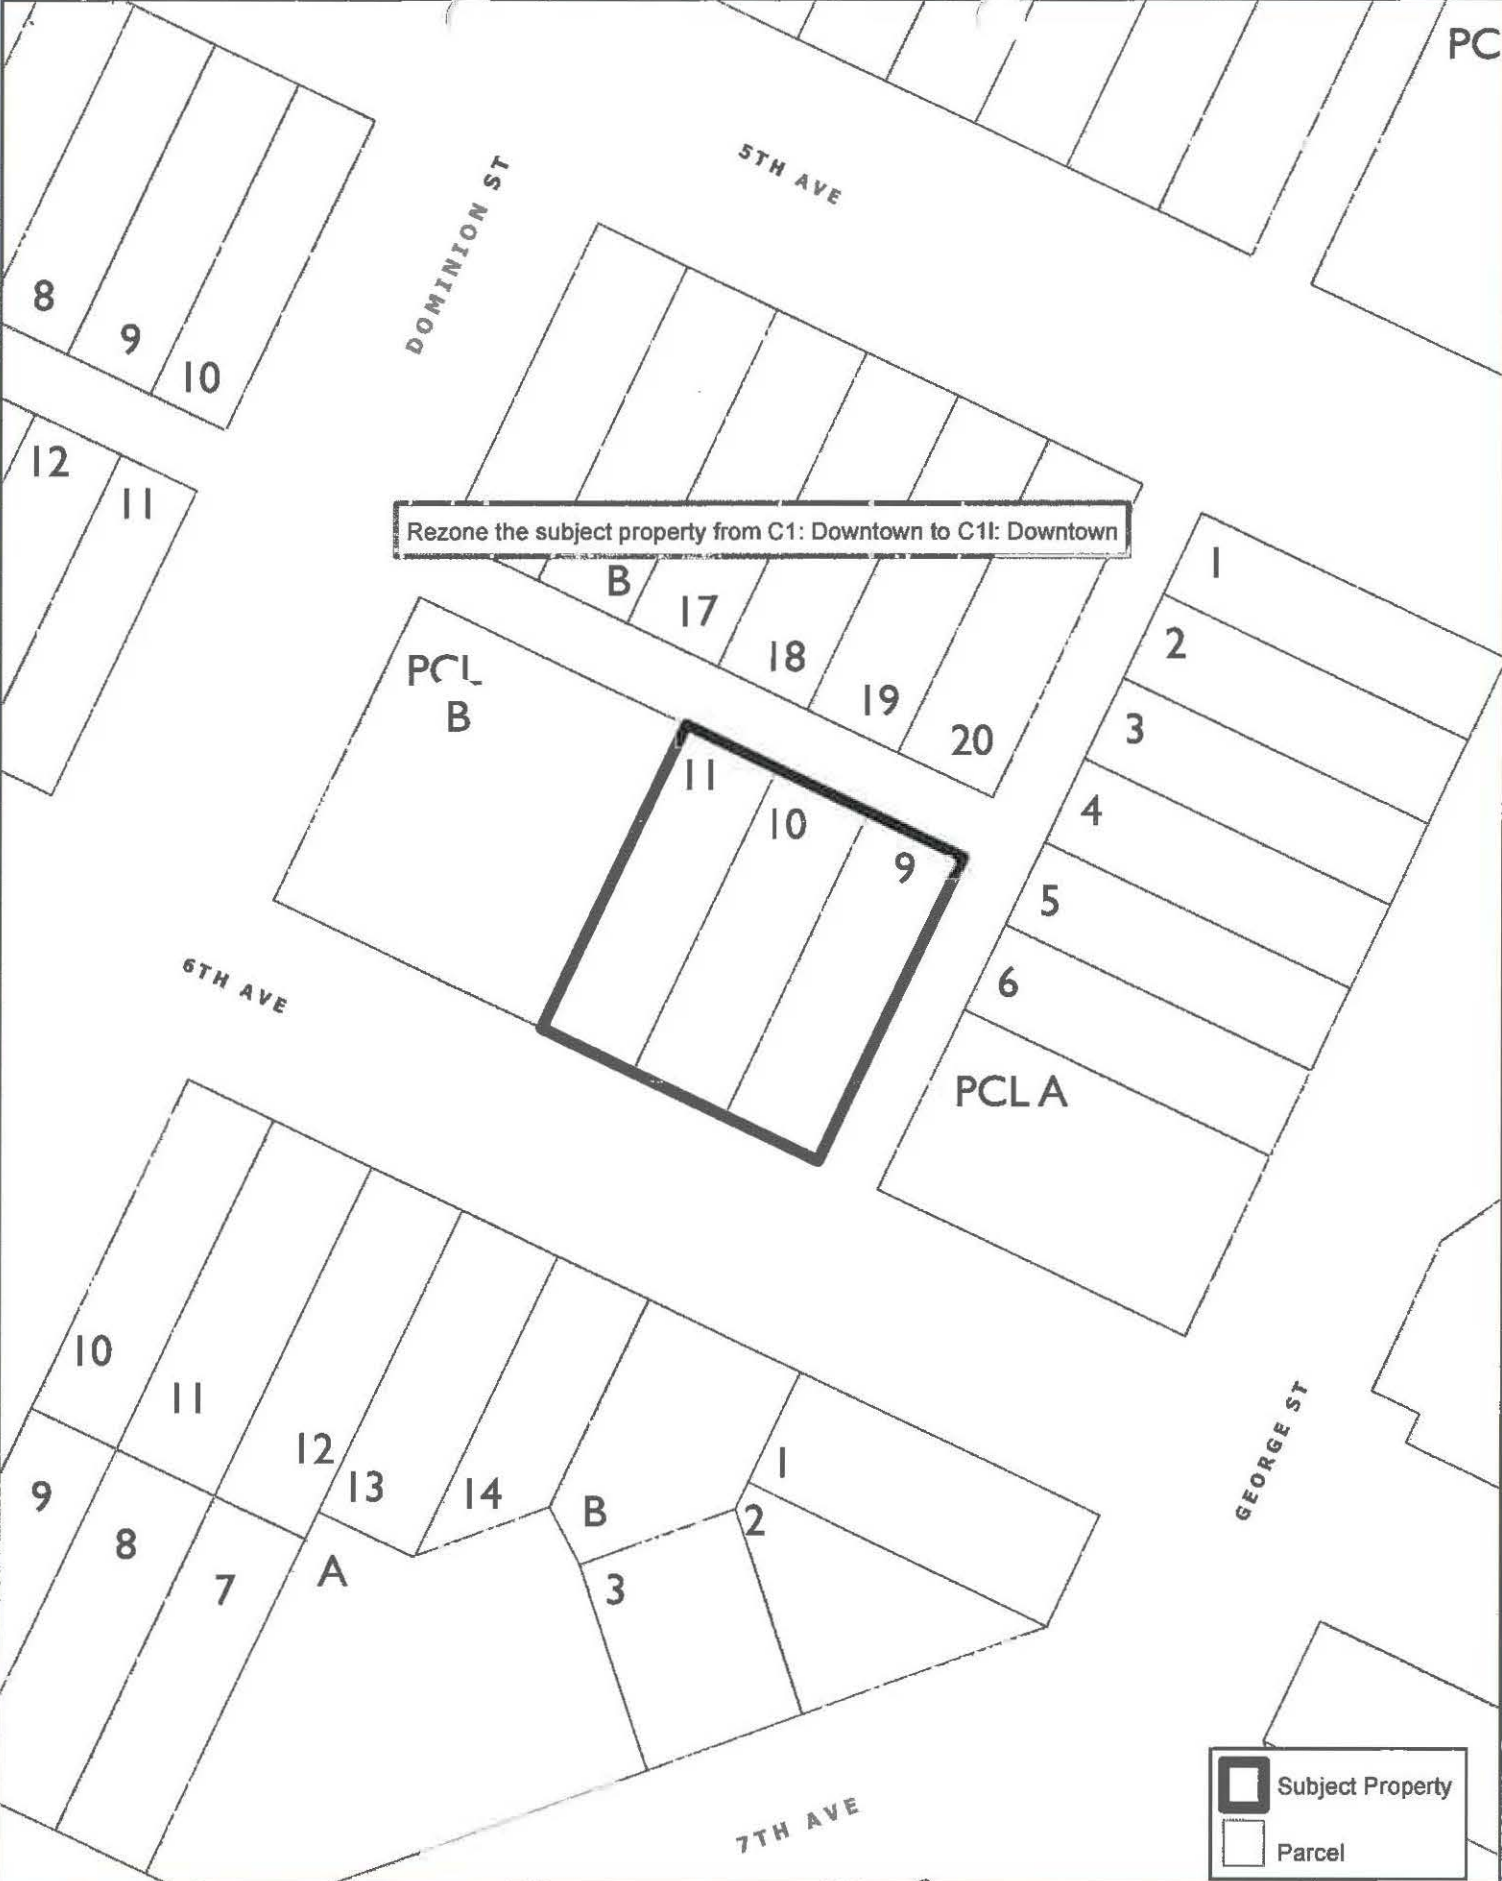 PC
5TH AVE
DOMINION ST
8
9
10
12
11
Rezone the subject property from C1: Downtown to C1l: Downtown
B
17
18
19
20
1
2
3
4
5
6
PCL A
PCL
B
11
10
9
6TH AVE
10
11
12
13
14
B
1
2
3
9
8
7
A
GEORGE ST
7TH AVE
Subject Property
Parcel